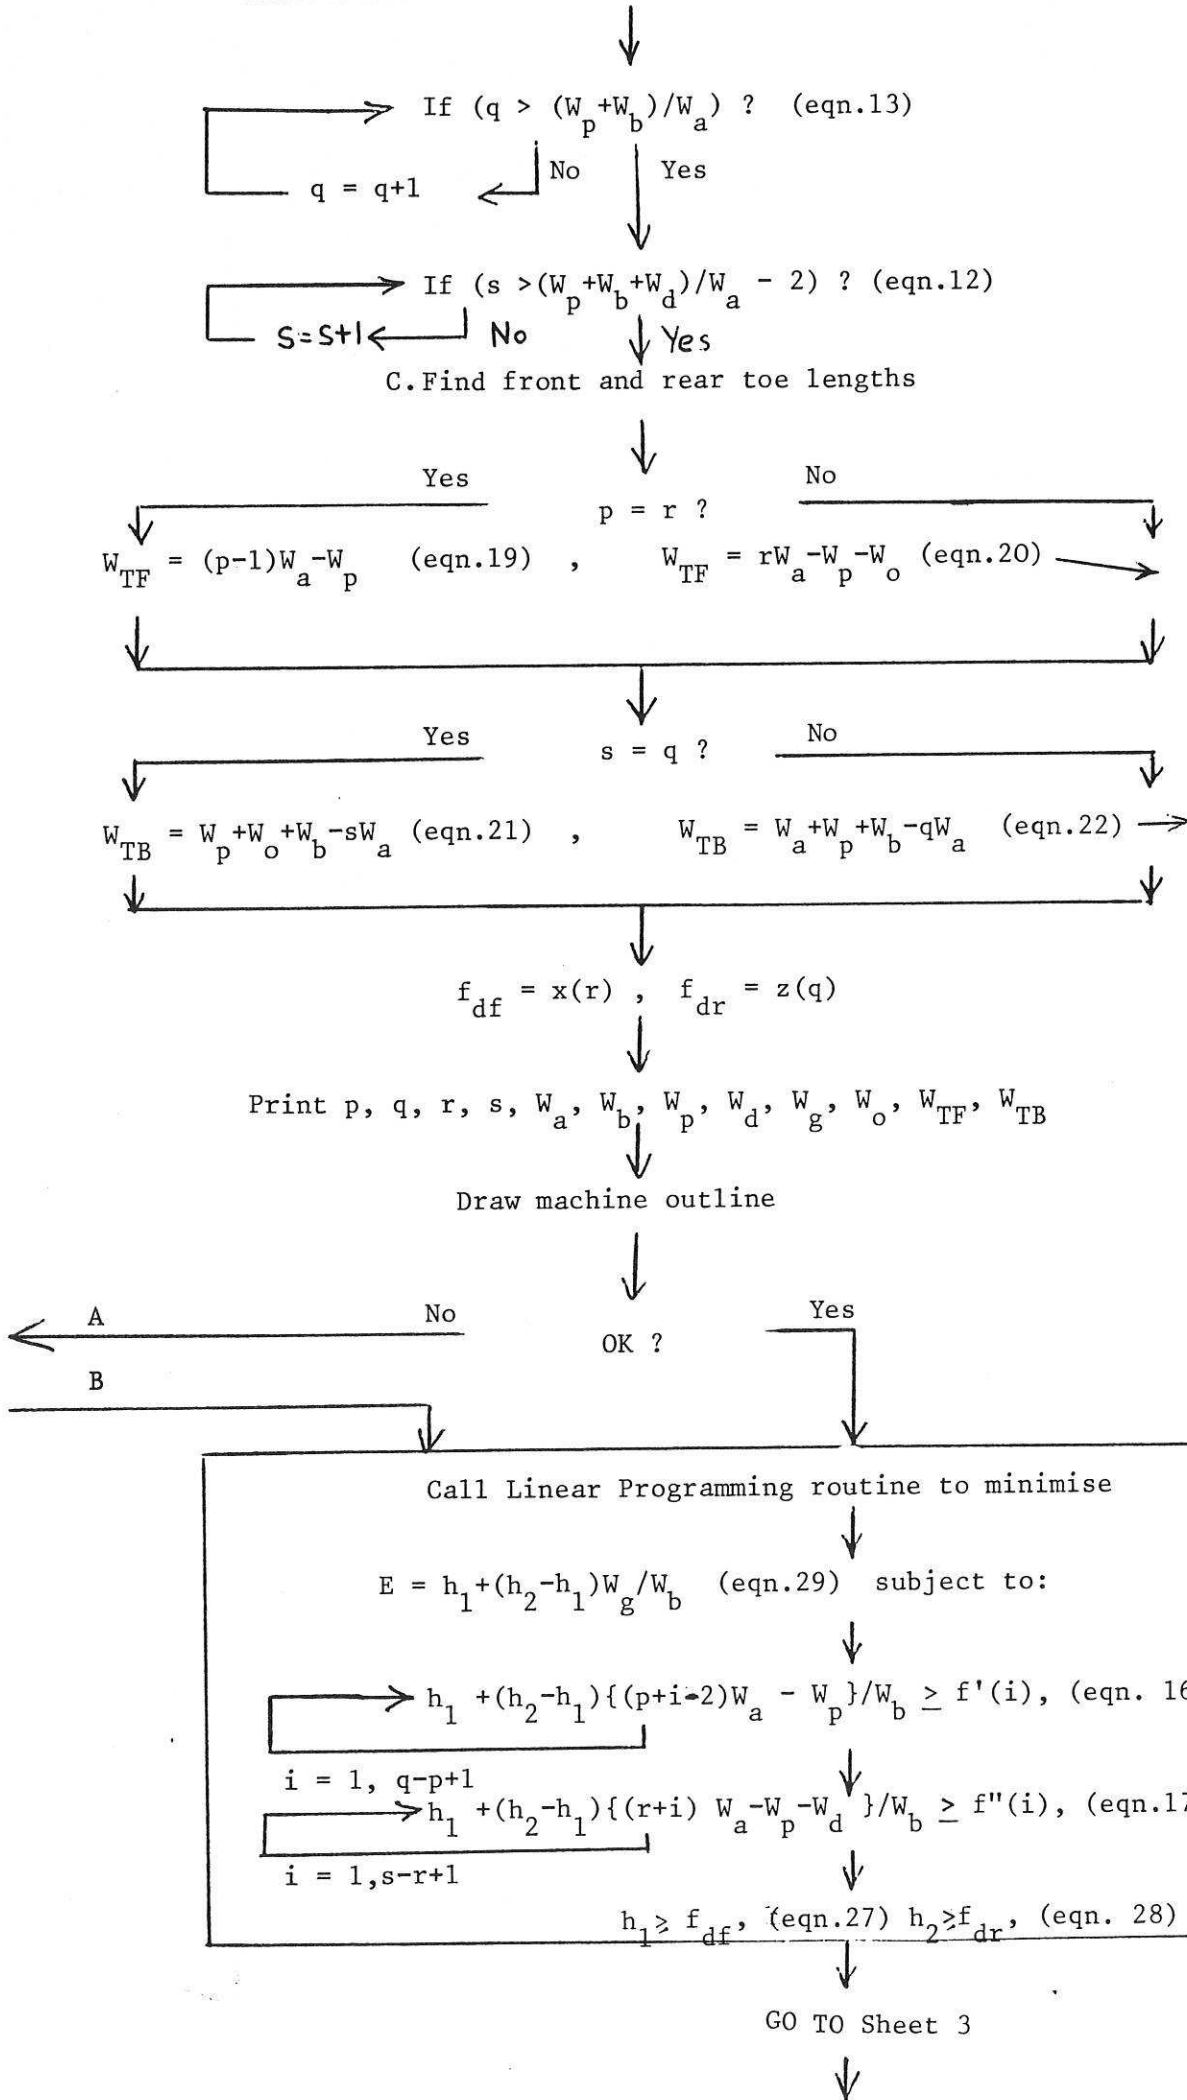 If (q > (W_p+W_b)/W_a) ? (eqn.13)
No Yes
q = q+1
If (s >(W_p+W_b+W_d)/W_a - 2) ? (eqn.12)
S=S+1 No Yes
C.Find front and rear toe lengths
Yes No
p = r ?
W_TF = (p-1)W_a-W_p (eqn.19) , W_TF = rW_a-W_p-W_o (eqn.20)
Yes No
s = q ?
W_TB = W_p+W_o+W_b-sW_a (eqn.21) , W_TB = W_a+W_p+W_b-qW_a (eqn.22)
f_df = x(r) , f_dr = z(q)
Print p, q, r, s, W_a, W_b, W_p, W_d, W_g, W_o, W_TF, W_TB
Draw machine outline
A No Yes
OK ?
B
Call Linear Programming routine to minimise
E = h_1+(h_2-h_1)W_g/W_b (eqn.29) subject to:
h_1 +(h_2-h_1){(p+i-2)W_a - W_p}/W_b ≥ f'(i), (eqn. 16
i = 1, q-p+1
h_1 +(h_2-h_1){(r+i) W_a-W_p-W_d }/W_b ≥ f"(i), (eqn.17
i = 1,s-r+1
h_1≥ f_df, (eqn.27) h_2≥f_dr, (eqn. 28)
GO TO Sheet 3